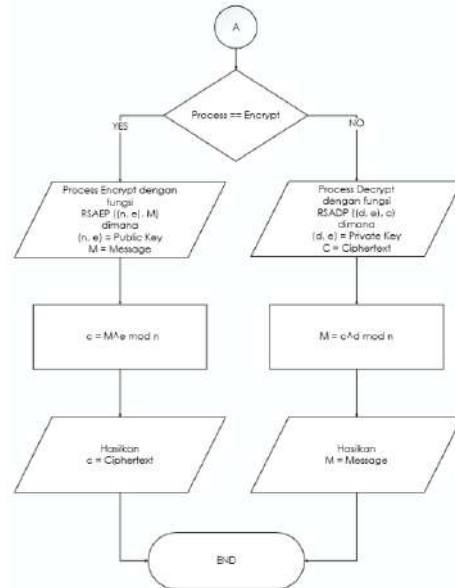 A
Process == Encrypt
YES
NO
Process Encrypt dengan
fungsi
RSAEP ((n, e), M)
dimana
(n, e) = Public Key
M = Message
Process Decrypt
dengan fungsi
RSADP ((d, e), c)
dimana
(d, e) = Private Key
C = Ciphertext
c = M^e mod n
M = c^d mod n
Hasilkan
c = Ciphertext
Hasilkan
M = Message
END